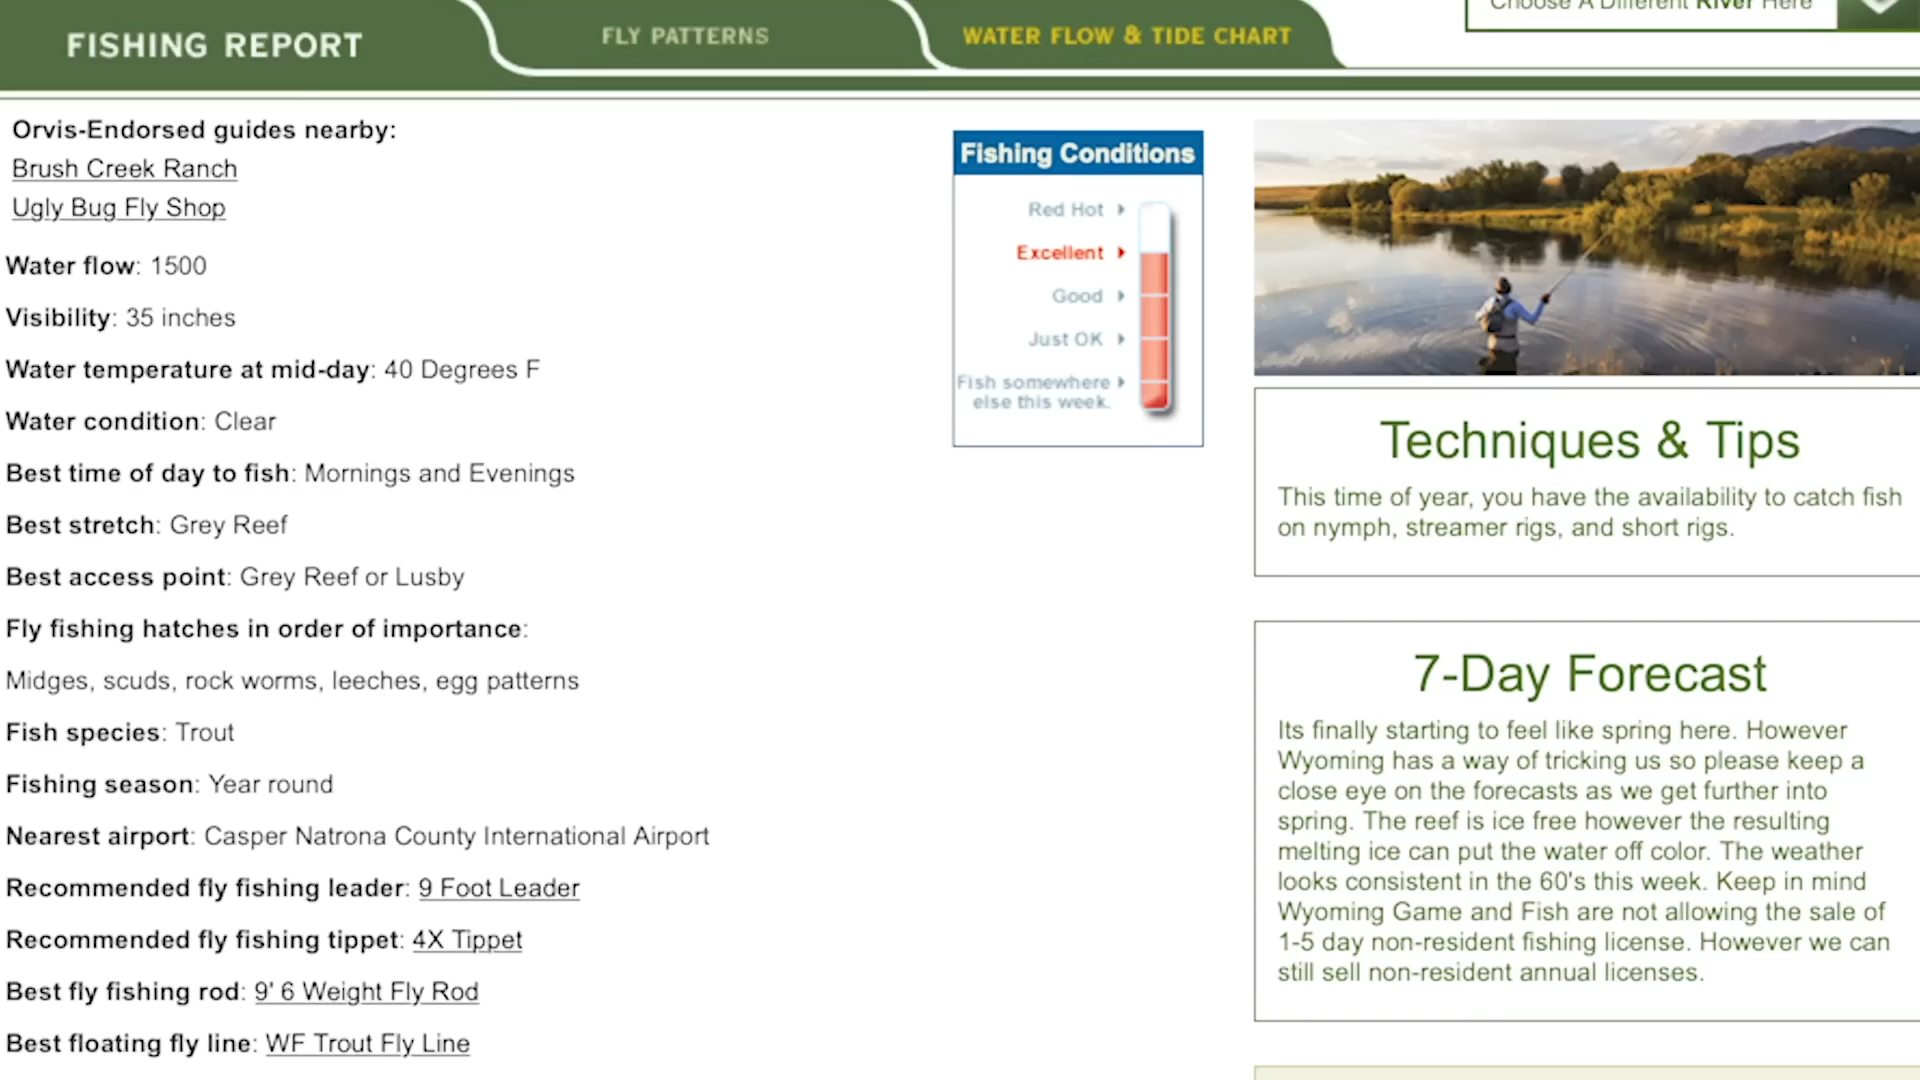 FISHING REPORT
FLY PATTERNS
WATER FLOW & TIDE CHART
Choose A Different River Here
Orvis-Endorsed guides nearby:
Brush Creek Ranch
Ugly Bug Fly Shop
Water flow: 1500
Visibility: 35 inches
Water temperature at mid-day: 40 Degrees F
Water condition: Clear
Best time of day to fish: Mornings and Evenings
Best stretch: Grey Reef
Best access point: Grey Reef or Lusby
Fly fishing hatches in order of importance:
Midges, scuds, rock worms, leeches, egg patterns
Fish species: Trout
Fishing season: Year round
Nearest airport: Casper Natrona County International Airport
Recommended fly fishing leader: 9 Foot Leader
Recommended fly fishing tippet: 4X Tippet
Best fly fishing rod: 9' 6 Weight Fly Rod
Best floating fly line: WF Trout Fly Line
Fishing Conditions
Red Hot
Excellent
Good
Just OK
Fish somewhere
else this week.
Techniques & Tips
This time of year, you have the availability to catch fish
on nymph, streamer rigs, and short rigs.
7-Day Forecast
Its finally starting to feel like spring here. However
Wyoming has a way of tricking us so please keep a
close eye on the forecasts as we get further into
spring. The reef is ice free however the resulting
melting ice can put the water off color. The weather
looks consistent in the 60's this week. Keep in mind
Wyoming Game and Fish are not allowing the sale of
1-5 day non-resident fishing license. However we can
still sell non-resident annual licenses.